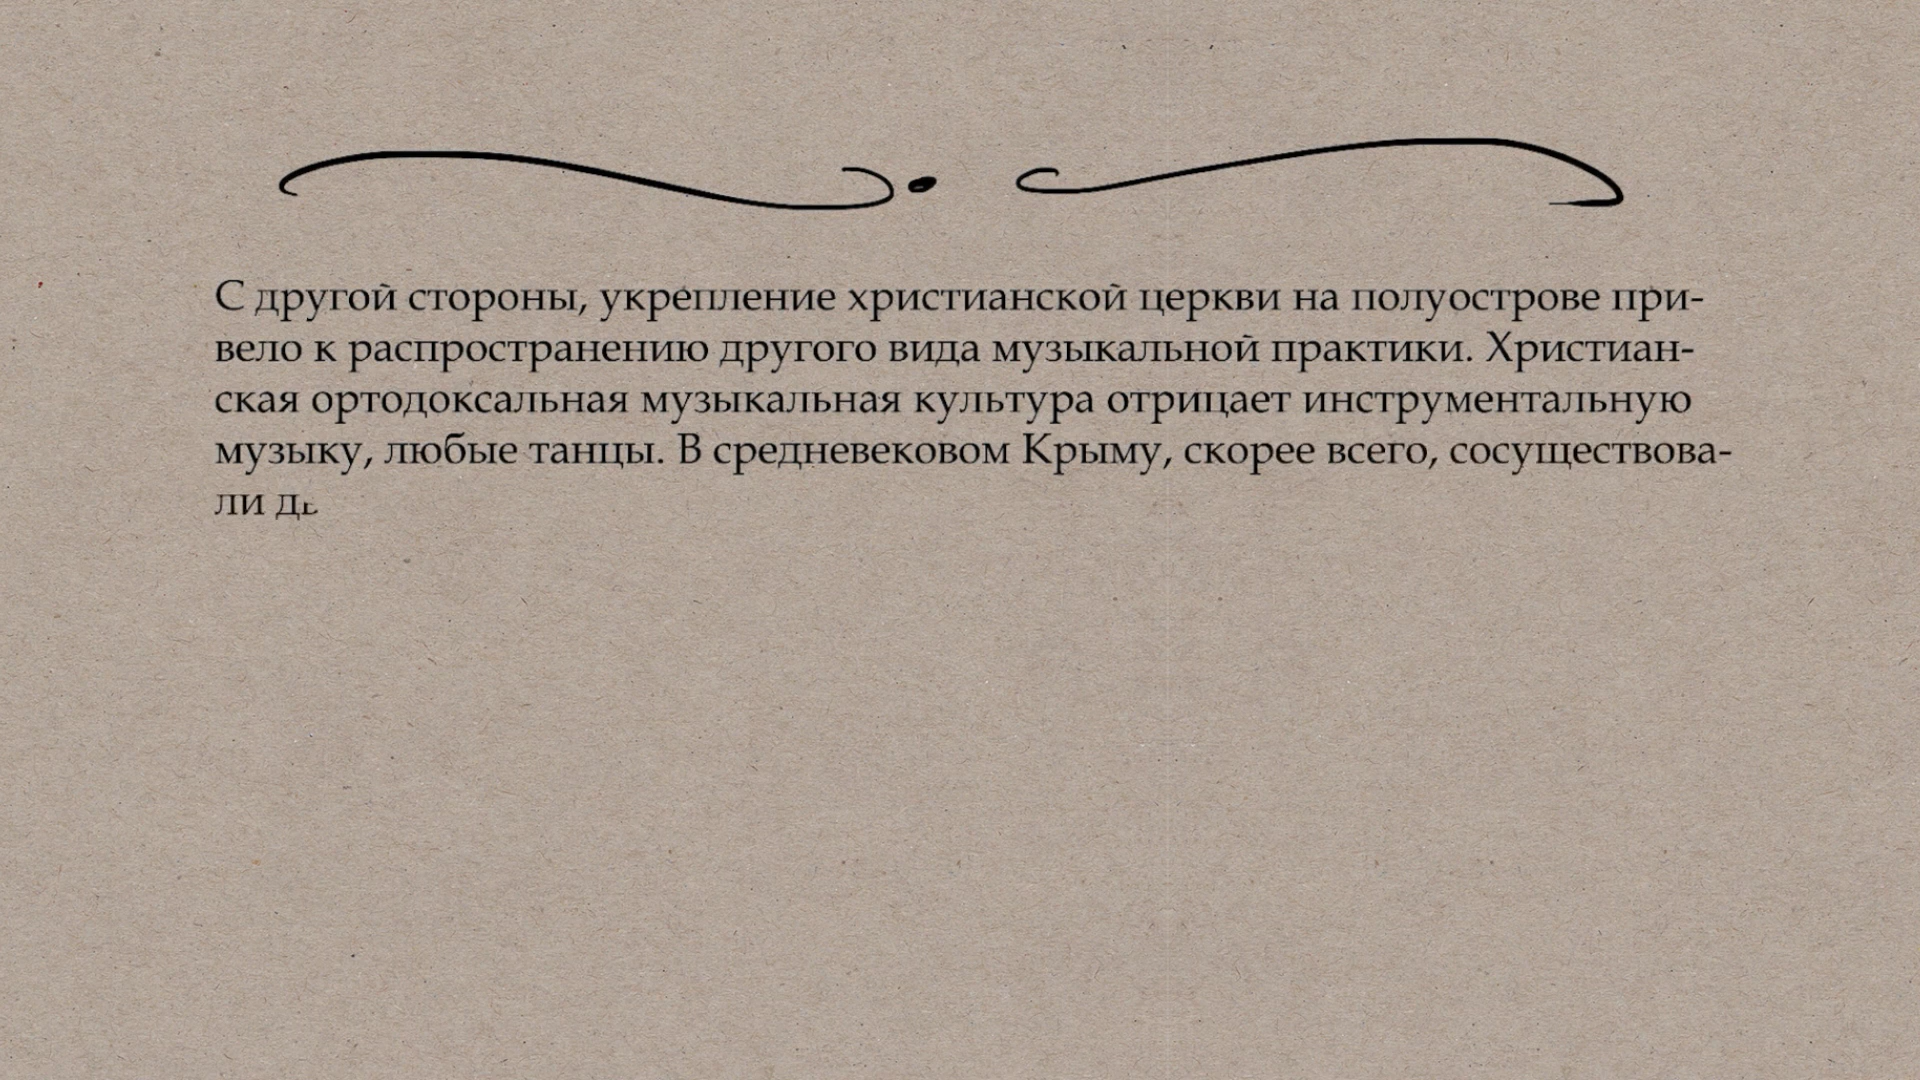 С другой стороны, укрепление христианской церкви на полуострове при-
вело к распространению другого вида музыкальной практики. Христиан-
ская ортодоксальная музыкальная культура отрицает инструментальную
музыку, любые танцы. В средневековом Крыму, скорее всего, сосуществова-
ли